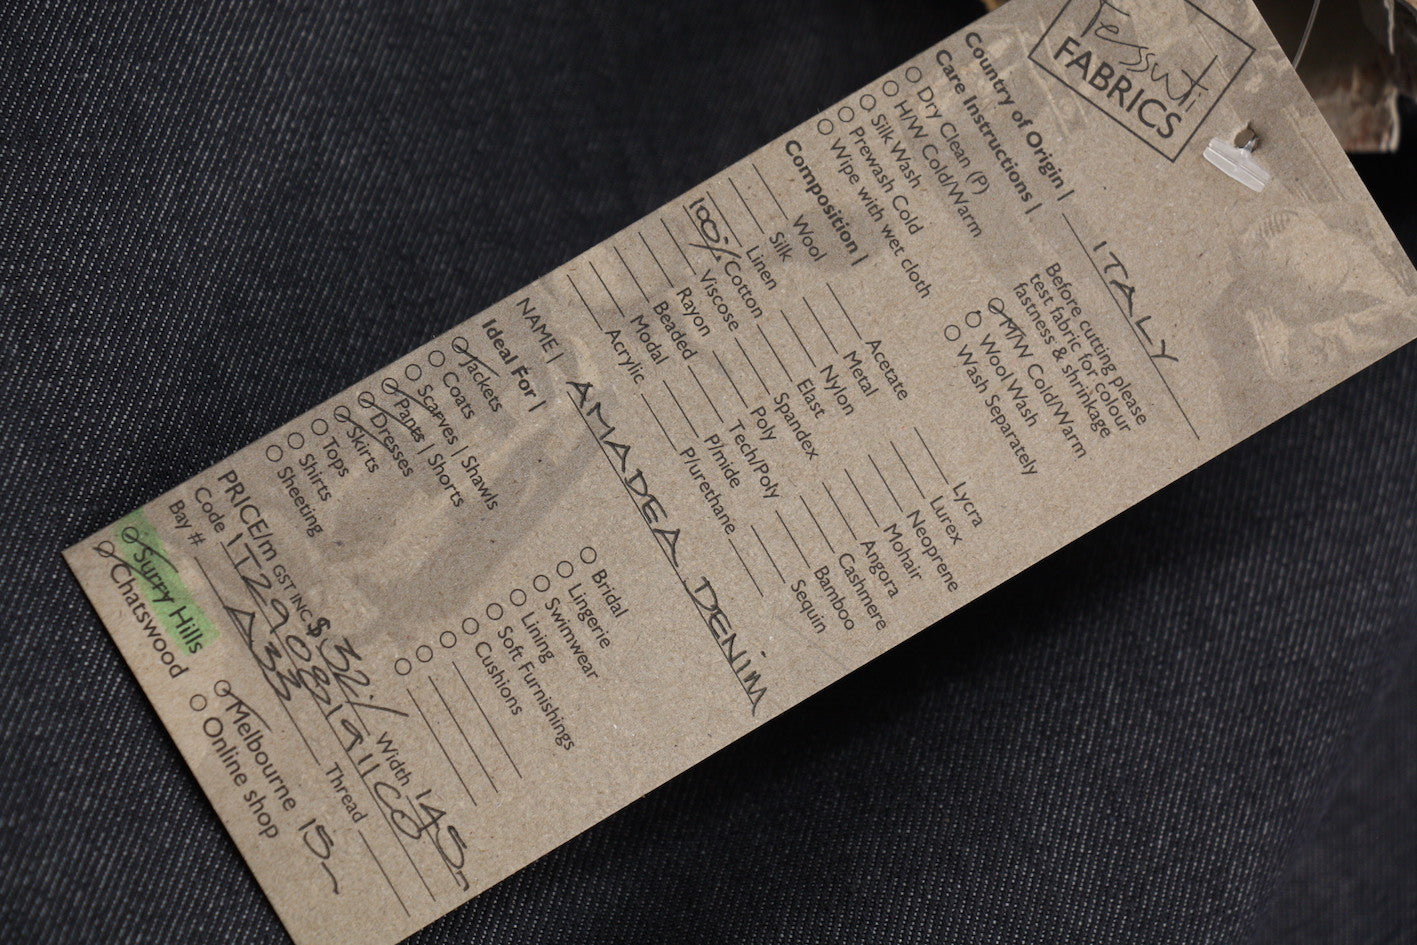 Tessuti
FABRICS
Country of Origin | ITALY
Care Instructions |
Dry Clean (P)
H/W Cold/Warm
Silk Wash
Prewash Cold
Wipe with wet cloth
Before cutting please
test fabric for colour
fastness & shrinkage
M/W Cold/Warm
Wool Wash
Wash Separately
Composition |
Wool Acetate Lycra
Silk Metal Lurex
Linen Nylon Neoprene
100% Cotton Elast Mohair
Viscose Spandex Angora
Rayon Poly Cashmere
Beaded Tech/Poly Bamboo
Modal P/mide Sequin
Acrylic P/urethane
NAME | AMADEA DENIM
Ideal For |
Jackets
Coats
Scarves | Shawls
Pants | Shorts
Dresses
Skirts
Tops
Shirts
Sheeting
Bridal
Lingerie
Swimwear
Lining
Soft Furnishings
Cushions
PRICE/m GST INC $ 32./ Width 145
Code
Bay # A33 Thread
Surry Hills Melbourne
Chatswood Online shop